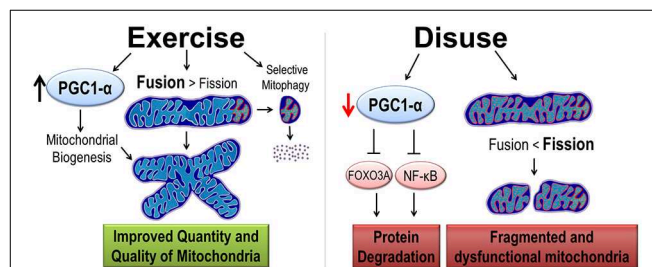 Exercise
PGC1-α
Fusion > Fission
Selective
Mitophagy
Mitochondrial
Biogenesis
Improved Quantity and
Quality of Mitochondria
Disuse
PGC1-α
FOXO3A
NF-κB
Fusion < Fission
Protein
Degradation
Fragmented and
dysfunctional mitochondria